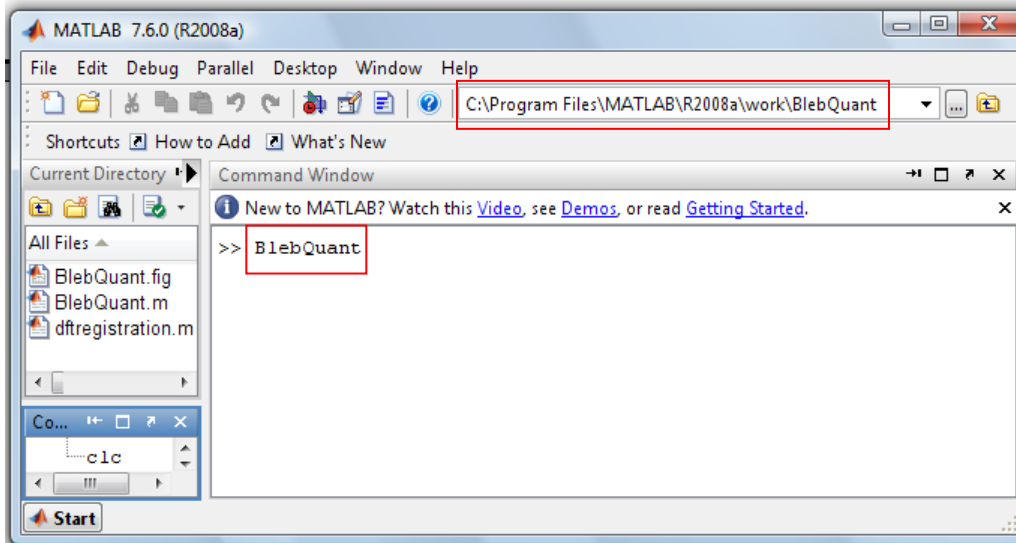 MATLAB 7.6.0 (R2008a)
File Edit Debug Parallel Desktop Window Help
C:\Program Files\MATLAB\R2008a\work\BlebQuant
Shortcuts How to Add What's New
Current Directory
Command Window
New to MATLAB? Watch this Video, see Demos, or read Getting Started.
All Files
>> BlebQuant
BlebQuant.fig
BlebQuant.m
dftregistration.m
Co...
clc
Start